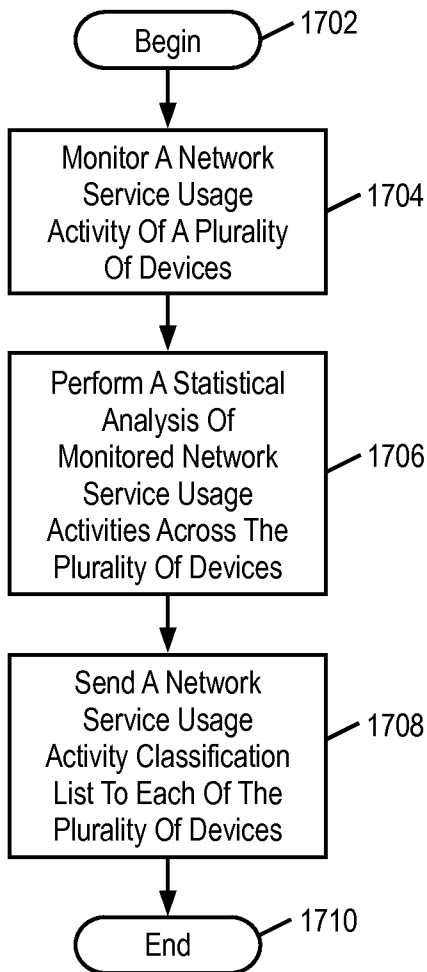 Begin
1702
Monitor A Network
Service Usage
Activity Of A Plurality
Of Devices
1704
Perform A Statistical
Analysis Of
Monitored Network
Service Usage
Activities Across The
Plurality Of Devices
1706
Send A Network
Service Usage
Activity Classification
List To Each Of The
Plurality Of Devices
1708
End
1710